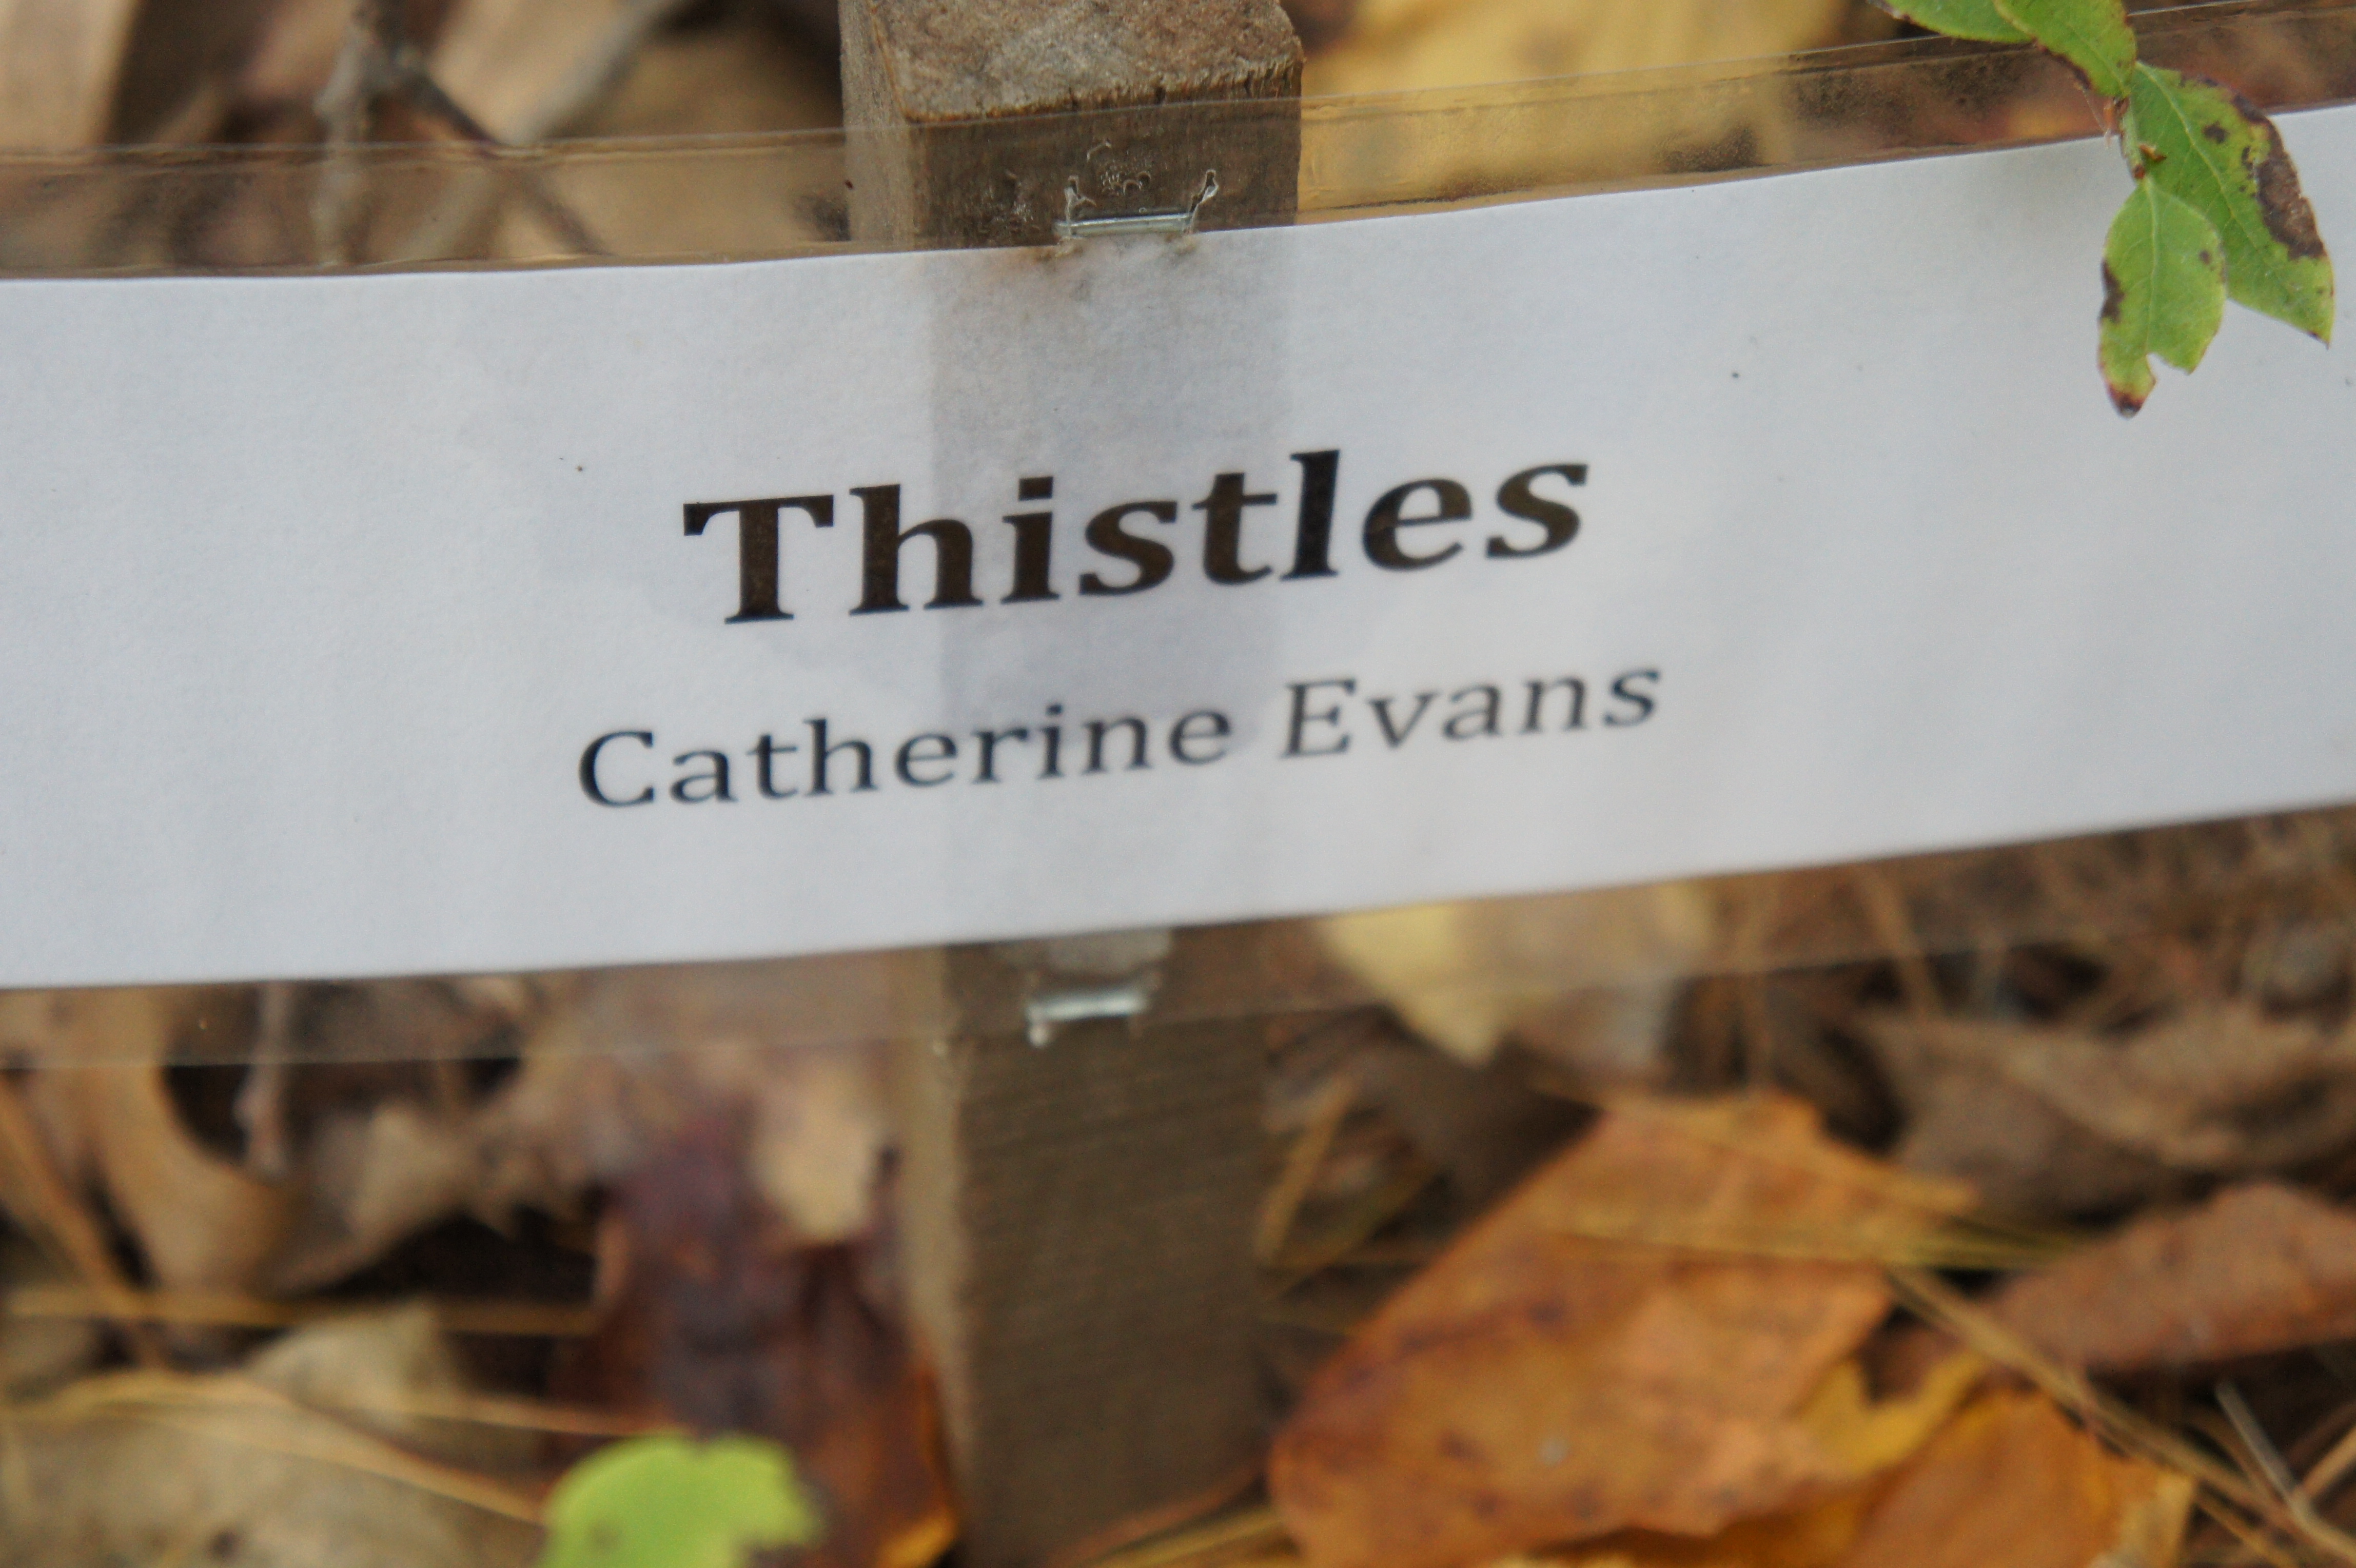 Thistles
Catherine Evans